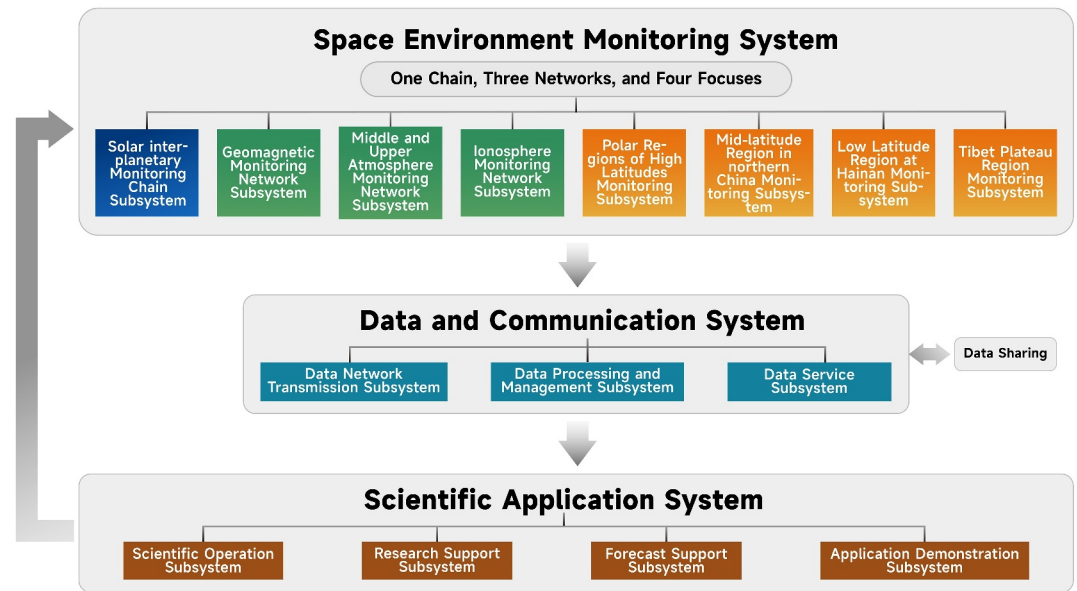 Space Environment Monitoring System
One Chain, Three Networks, and Four Focuses
Solar inter-
planetary
Monitoring
Chain
Subsystem
Geomagnetic
Monitoring
Network
Subsystem
Middle and
Upper
Atmosphere
Monitoring
Network
Subsystem
Ionosphere
Monitoring
Network
Subsystem
Polar Re-
gions of High
Latitudes
Monitoring
Subsystem
Mid-latitude
Region in
northern
China Moni-
toring Subsys-
tem
Low Latitude
Region at
Hainan Moni-
toring Sub-
system
Tibet Plateau
Region
Monitoring
Subsystem
Data and Communication System
Data Network
Transmission Subsystem
Data Processing and
Management Subsystem
Data Service
Subsystem
Data Sharing
Scientific Application System
Scientific Operation
Subsystem
Research Support
Subsystem
Forecast Support
Subsystem
Application Demonstration
Subsystem